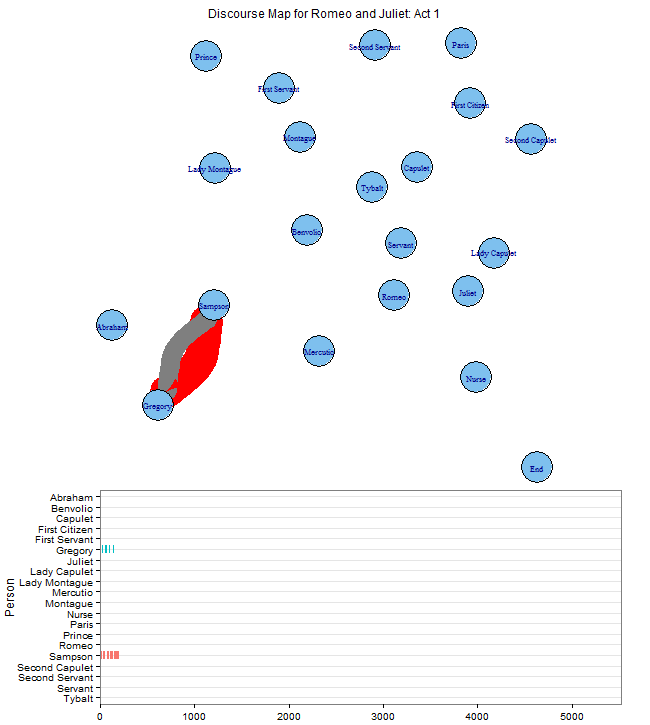 Discourse Map for Romeo and Juliet: Act 1
Paris
Second Servant
Prince
First Servant
First Citizen
Montague
Second Capulet
Lady Montague
Capulet
Tybalt
Benvolio
Servant
Lady Capulet
Juliet
Romeo
Sampson
Abraham
Mercutio
Nurse
Gregory
End
Person
Abraham
Benvolio
Capulet
First Citizen
First Servant
Gregory
Juliet
Lady Capulet
Lady Montague
Mercutio
Montague
Nurse
Paris
Prince
Romeo
Sampson
Second Capulet
Second Servant
Servant
Tybalt
0 1000 2000 3000 4000 5000